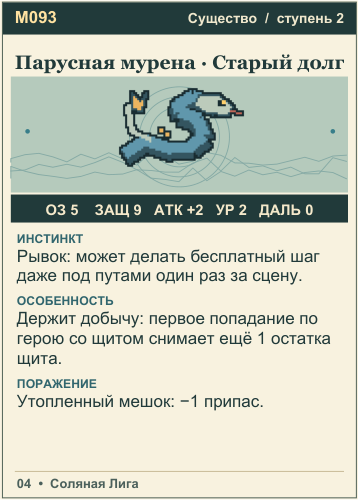 M093
Существо / ступень 2
Парусная мурена · Старый долг
ОЗ 5 ЗАЩ 9 АТК +2 УР 2 ДАЛЬ 0
ИНСТИНКТ
Рывок: может делать бесплатный шаг
даже под путами один раз за сцену.
ОСОБЕННОСТЬ
Держит добычу: первое попадание по
герою со щитом снимает ещё 1 остатка
щита.
ПОРАЖЕНИЕ
Утопленный мешок: −1 припас.
04 • Соляная Лига